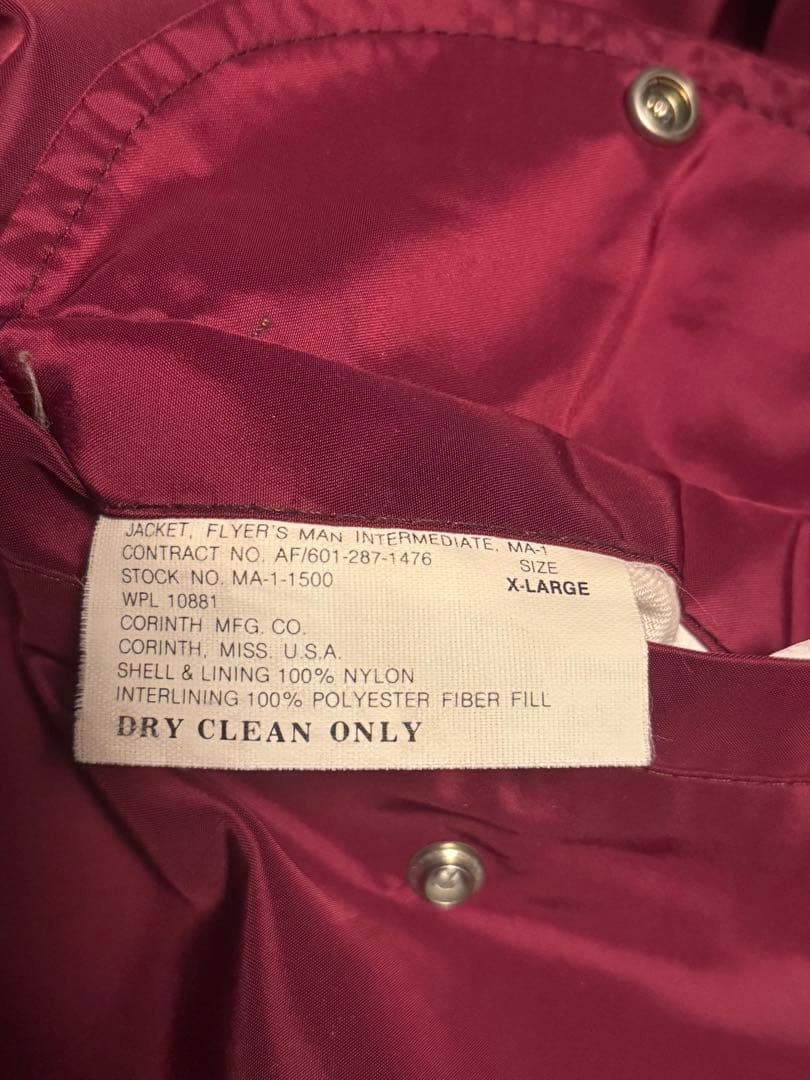 JACKET, FLYER'S MAN INTERMEDIATE, MA-1
CONTRACT NO. AF/601-287-1476
SIZE
STOCK NO. MA-1-1500
X-LARGE
WPL 10881
CORINTH MFG. CO.
CORINTH, MISS. U.S.A.
SHELL & LINING 100% NYLON
INTERLINING 100% POLYESTER FIBER FILL
DRY CLEAN ONLY